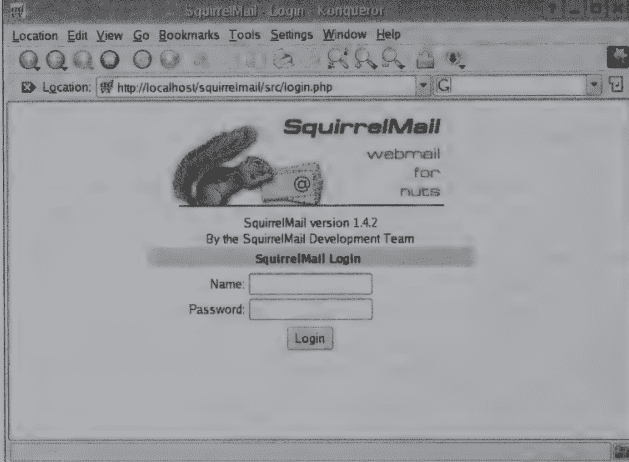 SquirrelMail - Login - Konqueror
Location Edit View Go Bookmarks Tools Settings Window Help
Location: http://localhost/squirrelmail/src/login.php G
SquirrelMail
webmail
for
nuts
@
SquirrelMail version 1.4.2
By the SquirrelMail Development Team
SquirrelMail Login
Name:
Password:
Login